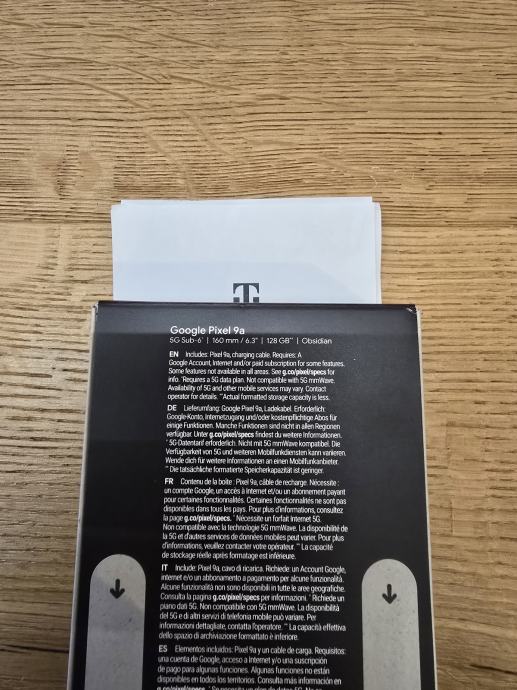 T
Google Pixel 9a
5G Sub-6* | 160 mm / 6.3" | 128 GB** | Obsidian
EN Includes: Pixel 9a, charging cable. Requires: A
Google Account, Internet and/or paid subscription for some features.
Some features not available in all areas. See g.co/pixel/specs for
info. *Requires a 5G data plan. Not compatible with 5G mmWave.
Availability of 5G and other mobile services may vary. Contact
operator for details. **Actual formatted storage capacity is less.
DE Lieferumfang: Google Pixel 9a, Ladekabel. Erforderlich:
Google-Konto, Internetzugang und/oder kostenpflichtige Abos für
einige Funktionen. Manche Funktionen sind nicht in allen Regionen
verfügbar. Unter g.co/pixel/specs findest du weitere Informationen.
* 5G-Datentarif erforderlich. Nicht mit 5G mmWave kompatibel. Die
Verfügbarkeit von 5G und weiteren Mobilfunkdiensten kann variieren.
Wende dich für weitere Informationen an einen Mobilfunkanbieter.
** Die tatsächliche formatierte Speicherkapazität ist geringer.
FR Contenu de la boîte : Pixel 9a, câble de recharge. Nécessite :
un compte Google, un accès à Internet et/ou un abonnement payant
pour certaines fonctionnalités. Certaines fonctionnalités ne sont pas
disponibles dans tous les pays. Pour plus d'informations, consultez
la page g.co/pixel/specs. * Nécessite un forfait Internet 5G.
Non compatible avec la technologie 5G mmWave. La disponibilité de
la 5G et d'autres services de données mobiles peut varier. Pour plus
d'informations, veuillez contacter votre opérateur. ** La capacité
de stockage réelle après formatage est inférieure.
IT Include: Pixel 9a, cavo di ricarica. Richiede: un Account Google,
internet e/o un abbonamento a pagamento per alcune funzionalità.
Alcune funzionalità non sono disponibili in tutte le aree geografiche.
Consulta la pagina g.co/pixel/specs per informazioni. * Richiede un
piano dati 5G. Non compatibile con 5G mmWave. La disponibilità
del 5G e di altri servizi di telefonia mobile può variare. Per
informazioni dettagliate, contatta l'operatore. ** La capacità effettiva
dello spazio di archiviazione formattato è inferiore.
ES Elementos incluidos: Pixel 9a y un cable de carga. Requisitos:
una cuenta de Google, acceso a Internet y/o una suscripción
de pago para algunas funciones. Algunas funciones no están
disponibles en todos los territorios. Consulta más información en
g.co/pixel/specs. * Se necesita un plan de datos 5G. No